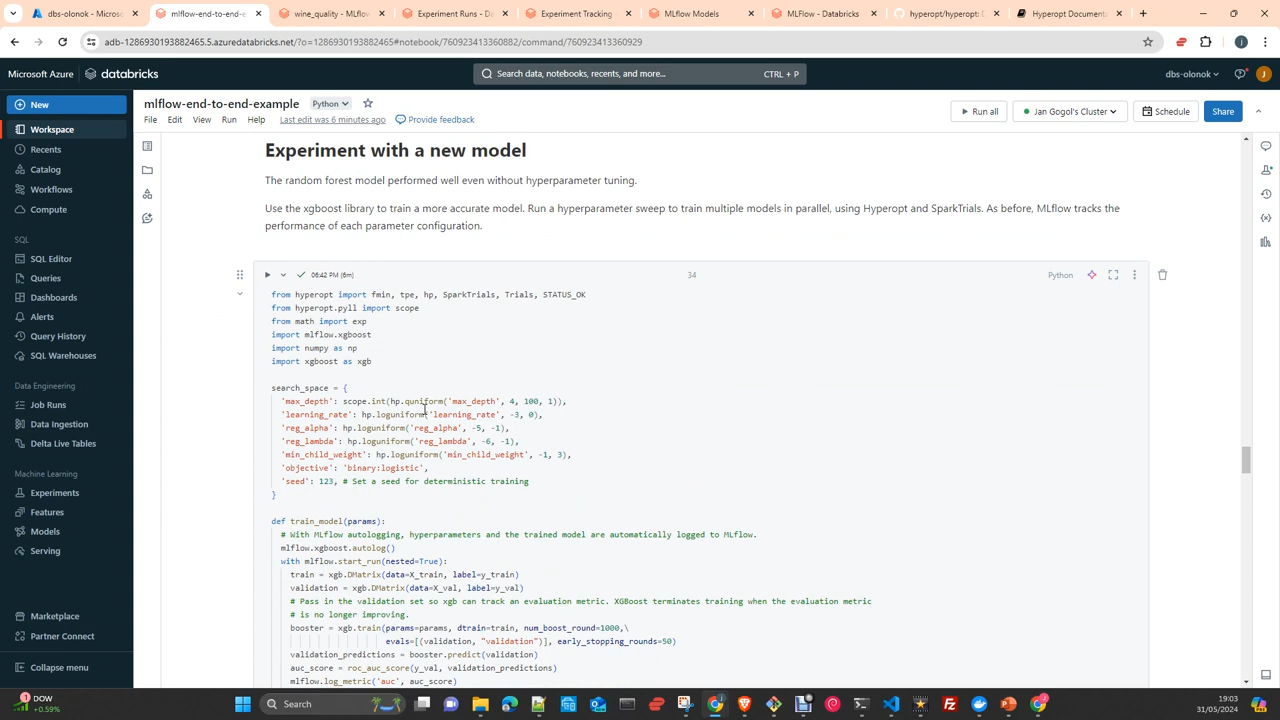 dbs-olonok - Microsoft Azu
mlflow-end-to-end-exa
wine_quality - MLflow
Experiment Runs - Da
Experiment Tracking
MLflow Models
MLFlow - Databricks
hyperopt/hyperopt: D
Hyperopt Documenta
adb-1286930193882465.5.azuredatabricks.net/?o=1286930193882465#notebook/760923413360882/command/760923413360929
Microsoft Azure
databricks
Search data, notebooks, recents, and more...
CTRL + P
dbs-olonok
J
New
Workspace
Recents
Catalog
Workflows
Compute
SQL
SQL Editor
Queries
Dashboards
Alerts
Query History
SQL Warehouses
Data Engineering
Job Runs
Data Ingestion
Delta Live Tables
Machine Learning
Experiments
Features
Models
Serving
Marketplace
Partner Connect
Collapse menu
mlflow-end-to-end-example
Python
File Edit View Run Help
Last edit was 6 minutes ago
Provide feedback
Run all
Jan Gogol's Cluster
Schedule
Share
Experiment with a new model
The random forest model performed well even without hyperparameter tuning.
Use the xgboost library to train a more accurate model. Run a hyperparameter sweep to train multiple models in parallel, using Hyperopt and SparkTrials. As before, MLflow tracks the
performance of each parameter configuration.
06:42 PM (6m)
34
Python
from hyperopt import fmin, tpe, hp, SparkTrials, Trials, STATUS_OK
from hyperopt.pyll import scope
from math import exp
import mlflow.xgboost
import numpy as np
import xgboost as xgb
search_space = {
'max_depth': scope.int(hp.quniform('max_depth', 4, 100, 1)),
'learning_rate': hp.loguniform('learning_rate', -3, 0),
'reg_alpha': hp.loguniform('reg_alpha', -5, -1),
'reg_lambda': hp.loguniform('reg_lambda', -6, -1),
'min_child_weight': hp.loguniform('min_child_weight', -1, 3),
'objective': 'binary:logistic',
'seed': 123, # Set a seed for deterministic training
}
def train_model(params):
# With MLflow autologging, hyperparameters and the trained model are automatically logged to MLflow.
mlflow.xgboost.autolog()
with mlflow.start_run(nested=True):
train = xgb.DMatrix(data=X_train, label=y_train)
validation = xgb.DMatrix(data=X_val, label=y_val)
# Pass in the validation set so xgb can track an evaluation metric. XGBoost terminates training when the evaluation metric
# is no longer improving.
booster = xgb.train(params=params, dtrain=train, num_boost_round=1000,\
evals=[(validation, "validation")], early_stopping_rounds=50)
validation_predictions = booster.predict(validation)
auc_score = roc_auc_score(y_val, validation_predictions)
mlflow.log_metric('auc', auc_score)
DOW
+0.59%
Search
19:03
31/05/2024